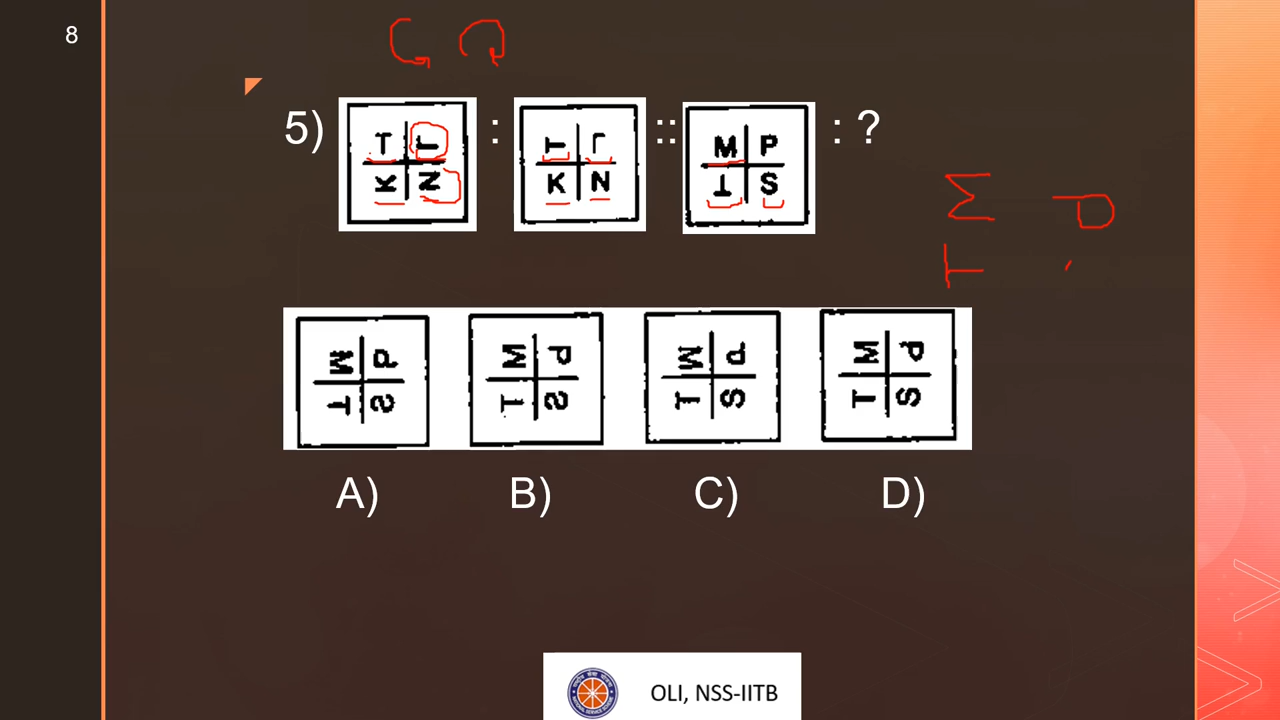 8
5) : :: : ?
T
K N
T
K N
M P
T S
M P
T
M P
T S
M P
T S
M P
T S
M P
T S
A) B) C) D)
OLI, NSS-IITB